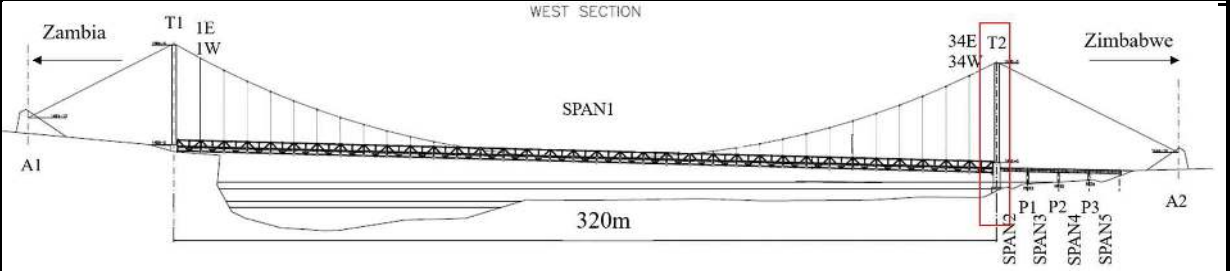 WEST SECTION
Zambia
T1
1E
1W
34E
34W
T2
Zimbabwe
SPAN1
A1
320m
P1
P2
P3
A2
SPAN2
SPAN3
SPAN4
SPAN5